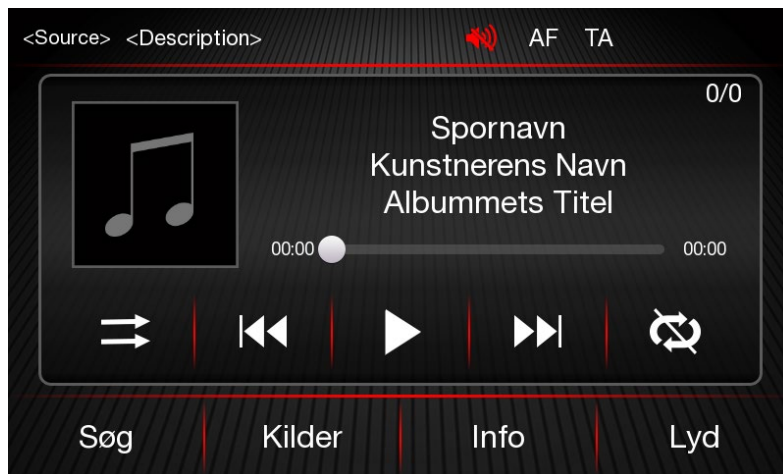 <Source> <Description> AF TA
0/0
Spornavn
Kunstnerens Navn
Albummets Titel
00:00 00:00
Søg Kilder Info Lyd